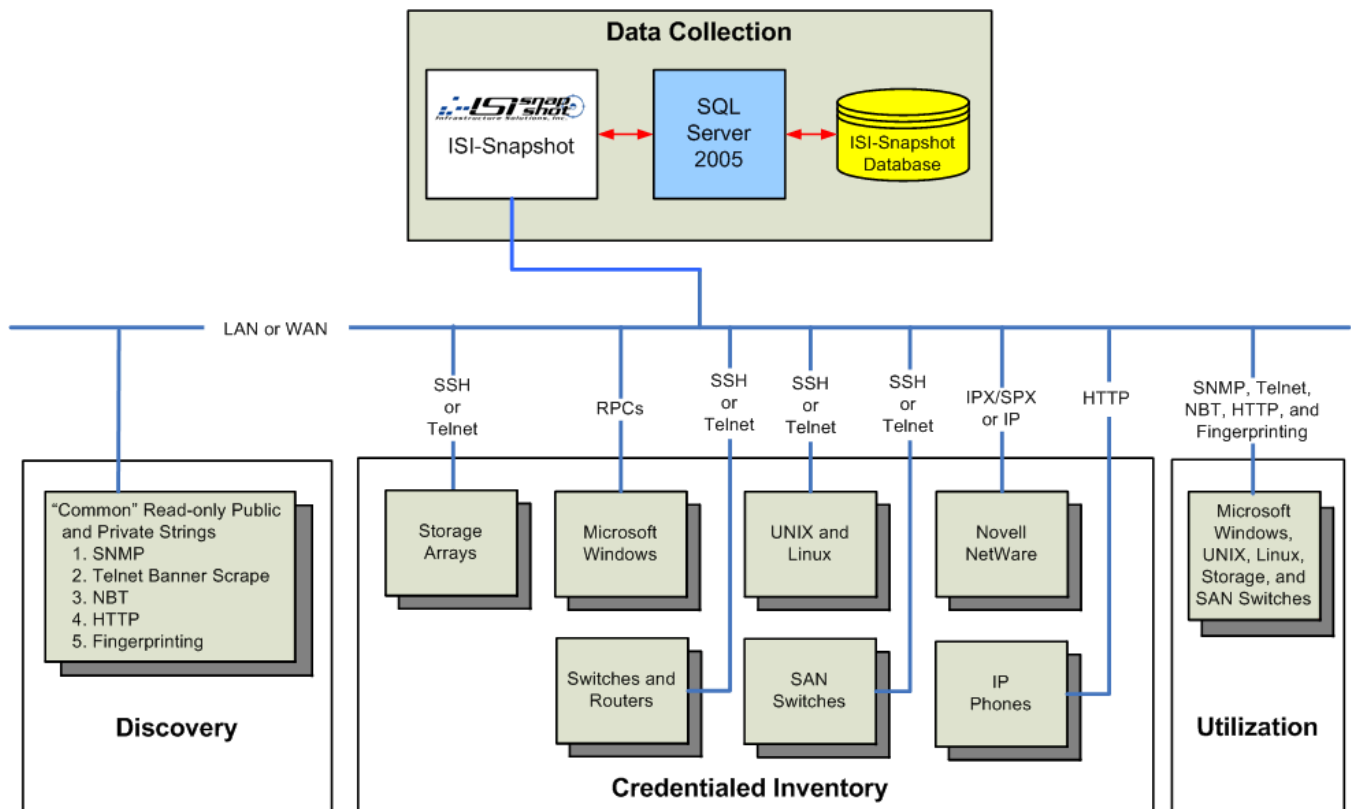 Data Collection
ISI snap shot
Infrastructure Solutions, Inc.
ISI-Snapshot
SQL
Server
2005
ISI-Snapshot
Database
LAN or WAN
SSH
or
Telnet
RPCs
SSH
or
Telnet
SSH
or
Telnet
SSH
or
Telnet
IPX/SPX
or IP
HTTP
SNMP, Telnet,
NBT, HTTP, and
Fingerprinting
“Common” Read-only Public
and Private Strings
1. SNMP
2. Telnet Banner Scrape
3. NBT
4. HTTP
5. Fingerprinting
Discovery
Storage
Arrays
Microsoft
Windows
UNIX and
Linux
Novell
NetWare
Switches and
Routers
SAN
Switches
IP
Phones
Credentialed Inventory
Microsoft
Windows,
UNIX, Linux,
Storage, and
SAN Switches
Utilization